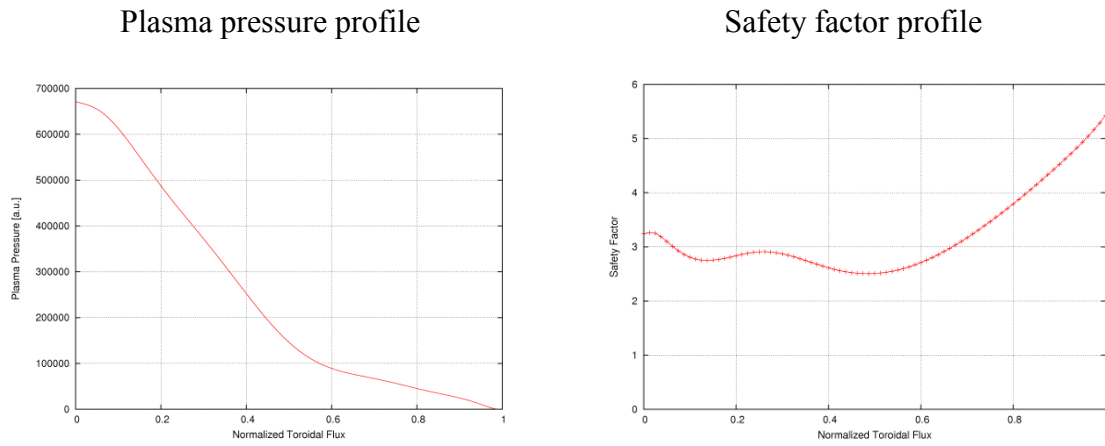 Plasma pressure profile
Safety factor profile
700000
600000
500000
400000
300000
200000
100000
0
Plasma Pressure [a.u.]
0 0.2 0.4 0.6 0.8 1
Normalized Toroidal Flux
6
5
4
3
2
1
0
Safety Factor
0 0.2 0.4 0.6 0.8
Normalized Toroidal Flux